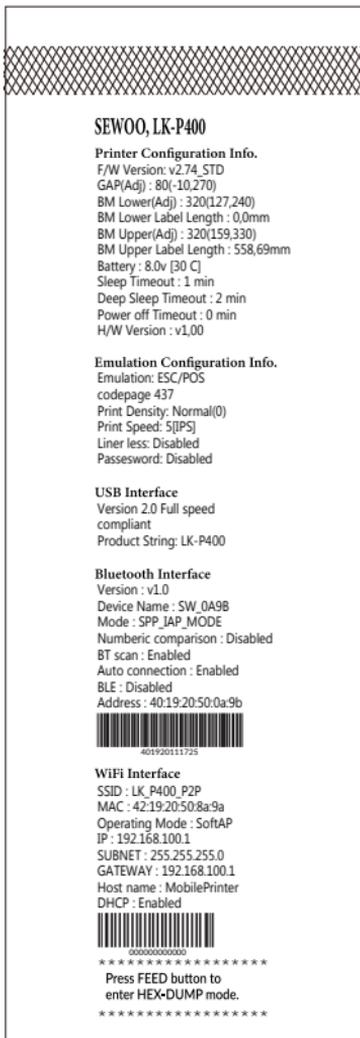 SEWOO, LK-P400
Printer Configuration Info.
F/W Version: v2.74_STD
GAP(Adj) : 80(-10,270)
BM Lower(Adj) : 320(127,240)
BM Lower Label Length : 0,0mm
BM Upper(Adj) : 320(159,330)
BM Upper Label Length : 558,69mm
Battery : 8.0v [30 C]
Sleep Timeout : 1 min
Deep Sleep Timeout : 2 min
Power off Timeout : 0 min
H/W Version : v1,00
Emulation Configuration Info.
Emulation: ESC/POS
codepage 437
Print Density: Normal(0)
Print Speed: 5[IPS]
Liner less: Disabled
Passesword: Disabled
USB Interface
Version 2.0 Full speed
compliant
Product String: LK-P400
Bluetooth Interface
Version : v1.0
Device Name : SW_0A9B
Mode : SPP_IAP_MODE
Numberic comparison : Disabled
BT scan : Enabled
Auto connection : Enabled
BLE : Disabled
Address : 40:19:20:50:0a:9b
401920111725
WiFi Interface
SSID : LK_P400_P2P
MAC : 42:19:20:50:8a:9a
Operating Mode : SoftAP
IP : 192.168.100.1
SUBNET : 255.255.255.0
GATEWAY : 192.168.100.1
Host name : MobilePrinter
DHCP : Enabled
000000000000
* * * * * * * * * * * * * * * * * *
Press FEED button to
enter HEX-DUMP mode.
* * * * * * * * * * * * * * * * * *